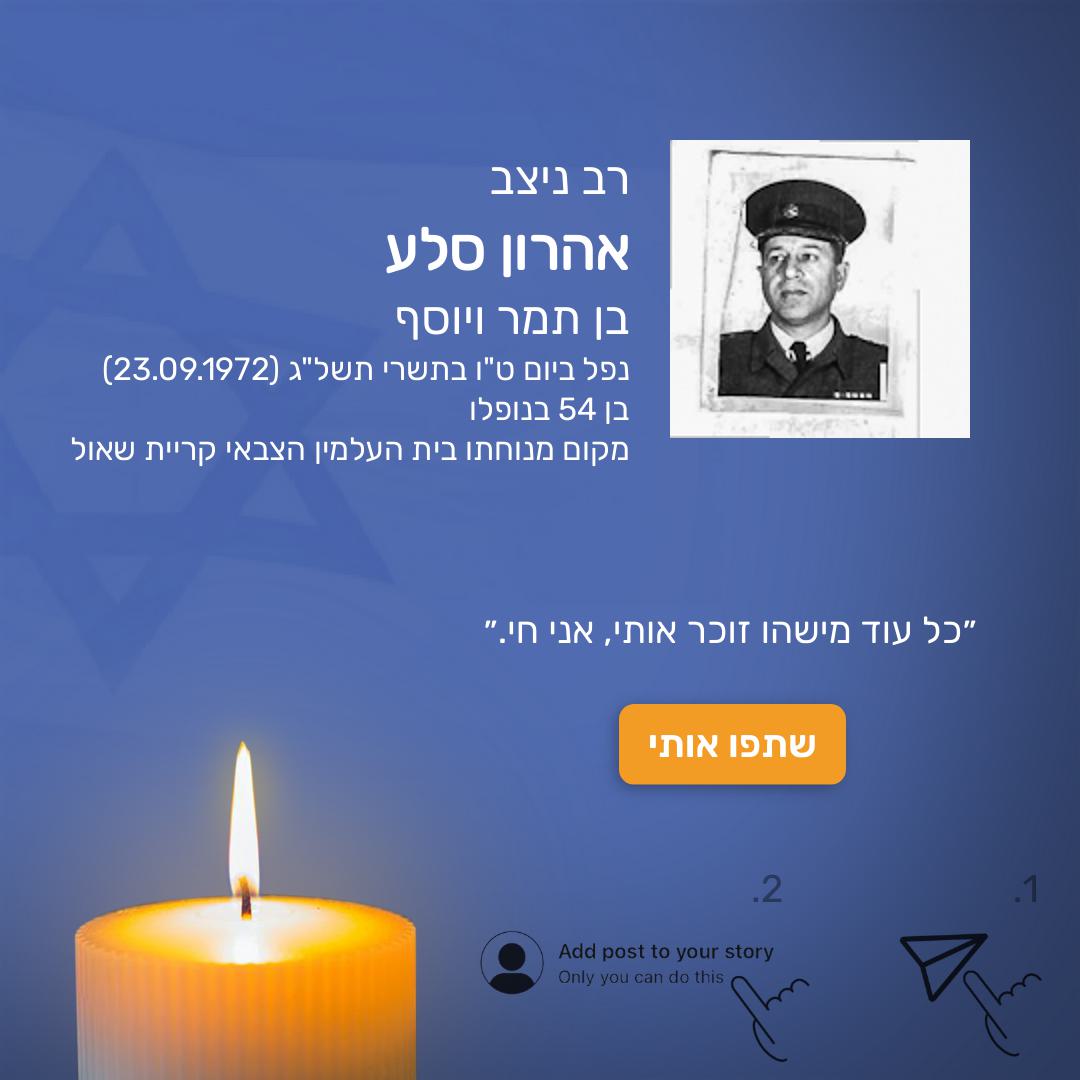 רב ניצב
אהרון סלע
בן תמר ויוסף
נפל ביום ט"ו בתשרי תשל"ג (23.09.1972)
בן 54 בנופלו
מקום מנוחתו בית העלמין הצבאי קריית שאול
״כל עוד מישהו זוכר אותי, אני חי.״
שתפו אותי
.1
.2
Add post to your story
Only you can do this